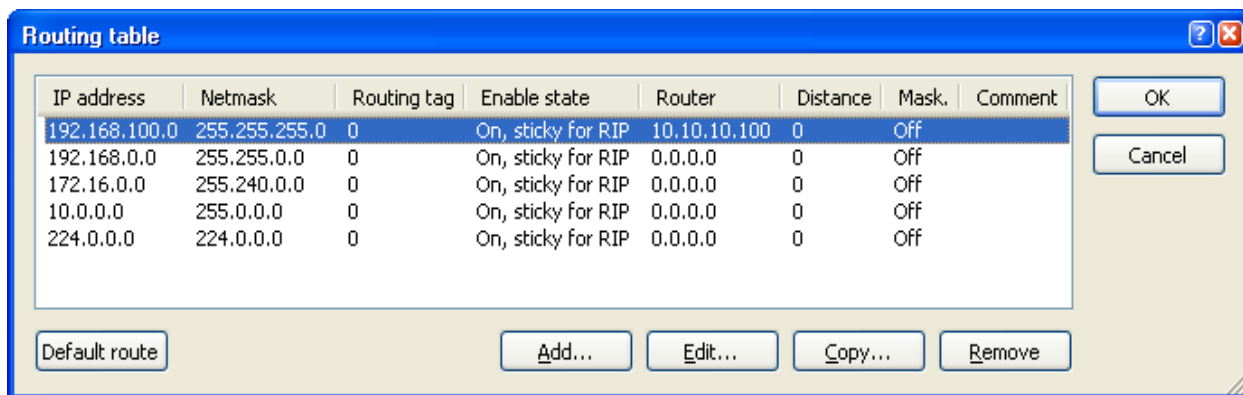 Routing table
IP address Netmask Routing tag Enable state Router Distance Mask. Comment
192.168.100.0 255.255.255.0 0 On, sticky for RIP 10.10.10.100 0 Off
192.168.0.0 255.255.0.0 0 On, sticky for RIP 0.0.0.0 0 Off
172.16.0.0 255.240.0.0 0 On, sticky for RIP 0.0.0.0 0 Off
10.0.0.0 255.0.0.0 0 On, sticky for RIP 0.0.0.0 0 Off
224.0.0.0 224.0.0.0 0 On, sticky for RIP 0.0.0.0 0 Off
OK
Cancel
Default route Add... Edit... Copy... Remove